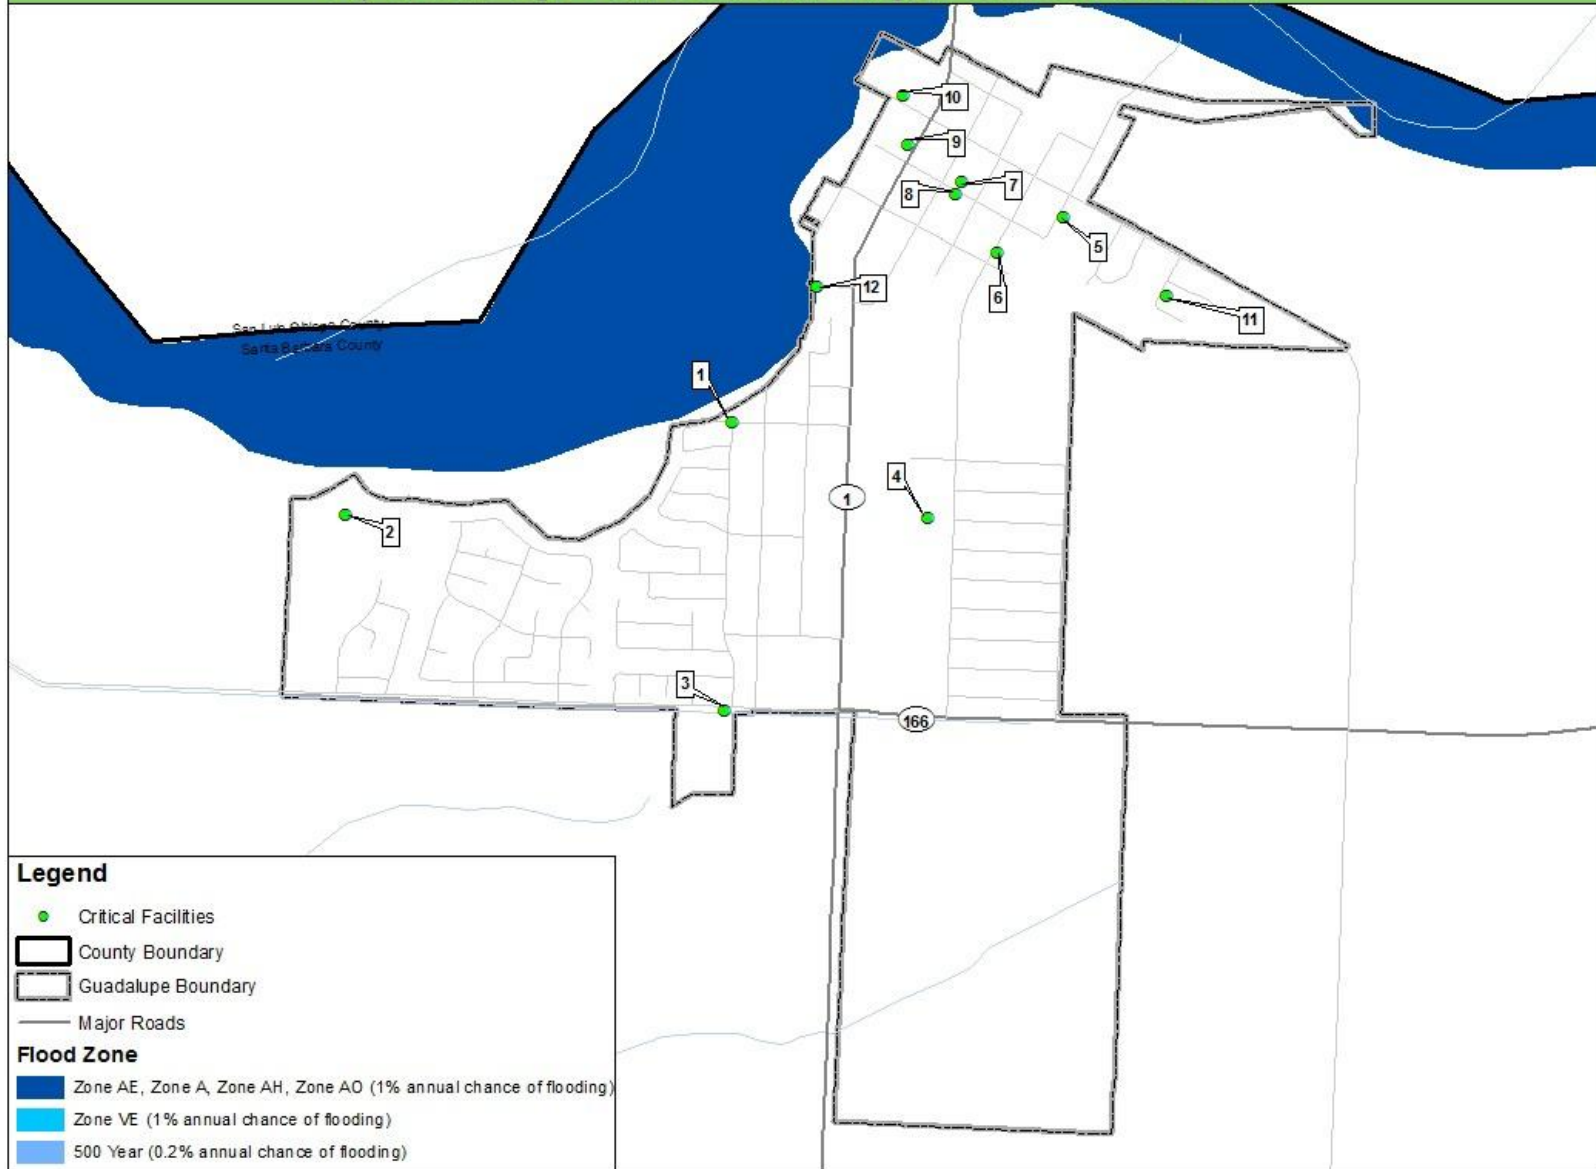 10
9
7
8
5
6
12
11
San Luis Obispo County
Santa Barbara County
1
4
1
2
3
166
Legend
Critical Facilities
County Boundary
Guadalupe Boundary
Major Roads
Flood Zone
Zone AE, Zone A, Zone AH, Zone AO (1% annual chance of flooding)
Zone VE (1% annual chance of flooding)
500 Year (0.2% annual chance of flooding)